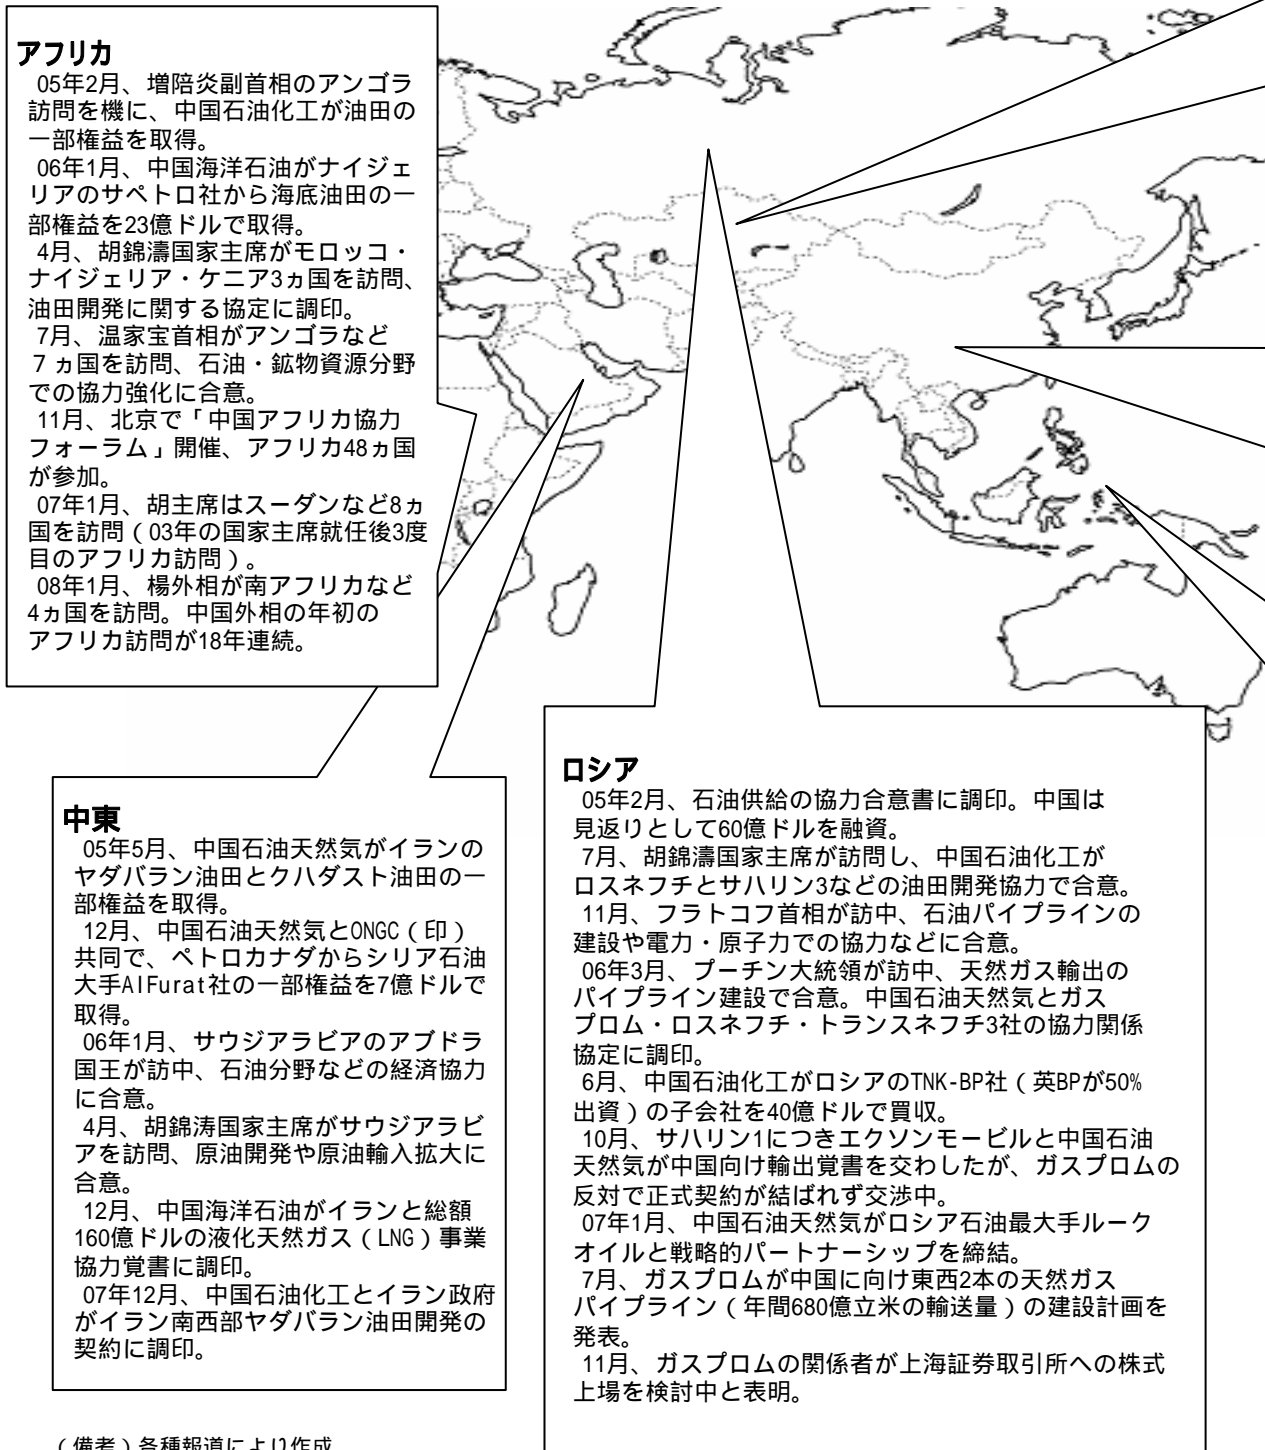 アフリカ
05年2月、増陪炎副首相のアンゴラ
訪問を機に、中国石油化工が油田の
一部権益を取得。
06年1月、中国海洋石油がナイジェ
リアのサペトロ社から海底油田の一
部権益を23億ドルで取得。
4月、胡錦濤国家主席がモロッコ・
ナイジェリア・ケニア3ヵ国を訪問、
油田開発に関する協定に調印。
7月、温家宝首相がアンゴラなど
７ヵ国を訪問、石油・鉱物資源分野
での協力強化に合意。
11月、北京で「中国アフリカ協力
フォーラム」開催、アフリカ48ヵ国
が参加。
07年1月、胡主席はスーダンなど8ヵ
国を訪問（03年の国家主席就任後3度
目のアフリカ訪問）。
08年1月、楊外相が南アフリカなど
4ヵ国を訪問。中国外相の年初の
アフリカ訪問が18年連続。
中東
05年5月、中国石油天然気がイランの
ヤダバラン油田とクハダスト油田の一
部権益を取得。
12月、中国石油天然気とONGC（印）
共同で、ペトロカナダからシリア石油
大手AlFurat社の一部権益を7億ドルで
取得。
06年1月、サウジアラビアのアブドラ
国王が訪中、石油分野などの経済協力
に合意。
4月、胡錦涛国家主席がサウジアラビ
アを訪問、原油開発や原油輸入拡大に
合意。
12月、中国海洋石油がイランと総額
160億ドルの液化天然ガス（LNG）事業
協力覚書に調印。
07年12月、中国石油化工とイラン政府
がイラン南西部ヤダバラン油田開発の
契約に調印。
ロシア
05年2月、石油供給の協力合意書に調印。中国は
見返りとして60億ドルを融資。
7月、胡錦濤国家主席が訪問し、中国石油化工が
ロスネフチとサハリン3などの油田開発協力で合意。
11月、フラトコフ首相が訪中、石油パイプラインの
建設や電力・原子力での協力などに合意。
06年3月、プーチン大統領が訪中、天然ガス輸出の
パイプライン建設で合意。中国石油天然気とガス
プロム・ロスネフチ・トランスネフチ3社の協力関係
協定に調印。
6月、中国石油化工がロシアのTNK-BP社（英BPが50%
出資）の子会社を40億ドルで買収。
10月、サハリン1につきエクソンモービルと中国石油
天然気が中国向け輸出覚書を交わしたが、ガスプロムの
反対で正式契約が結ばれず交渉中。
07年1月、中国石油天然気がロシア石油最大手ルーク
オイルと戦略的パートナーシップを締結。
7月、ガスプロムが中国に向け東西2本の天然ガス
パイプライン（年間680億立米の輸送量）の建設計画を
発表。
11月、ガスプロムの関係者が上海証券取引所への株式
上場を検討中と表明。
（備考）各種報道により作成